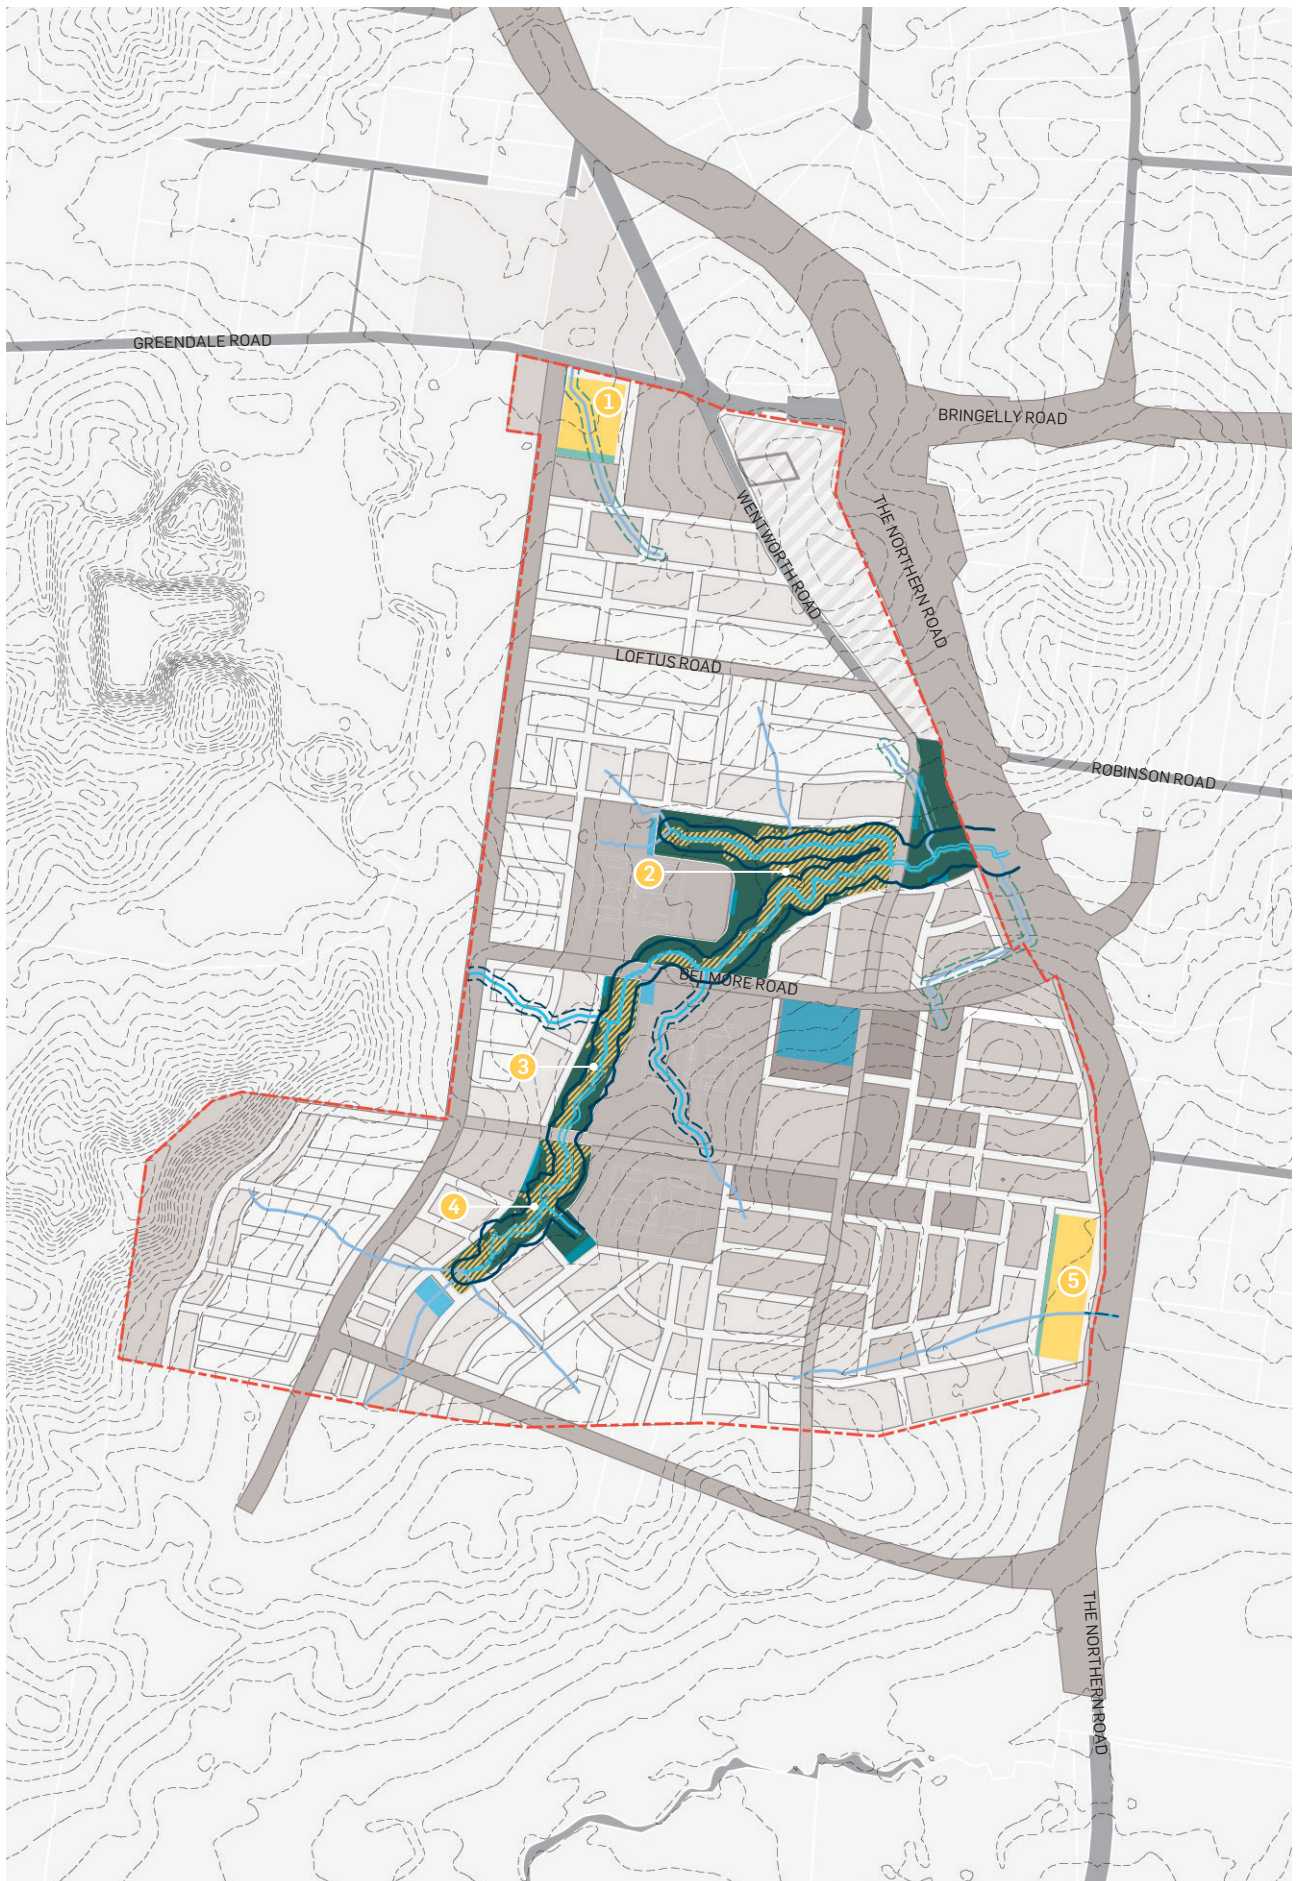 GREENDALE ROAD
1
BRINGELLY ROAD
WENTWORTH ROAD
THE NORTHERN ROAD
LOFTUS ROAD
ROBINSON ROAD
2
BELMORE ROAD
3
4
5
THE NORTHERN ROAD